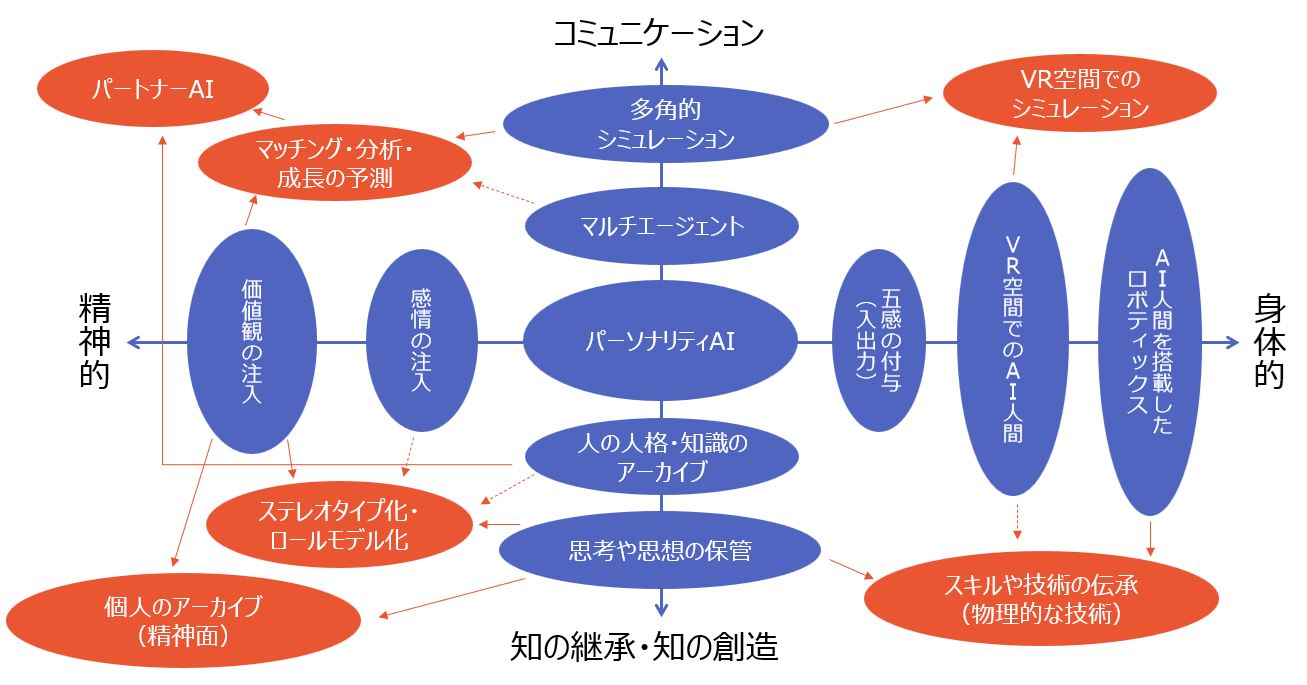 コミュニケーション
パートナーAI
多角的
シミュレーション
VR空間での
シミュレーション
マッチング・分析・
成長の予測
マルチエージェント
精神的
価値観の注入
感情の注入
パーソナリティAI
五感の付与
（入出力）
VR空間でのAI人間
AI人間を搭載した
ロボティックス
身体的
人の人格・知識の
アーカイブ
ステレオタイプ化・
ロールモデル化
思考や思想の保管
個人のアーカイブ
（精神面）
スキルや技術の伝承
（物理的な技術）
知の継承・知の創造